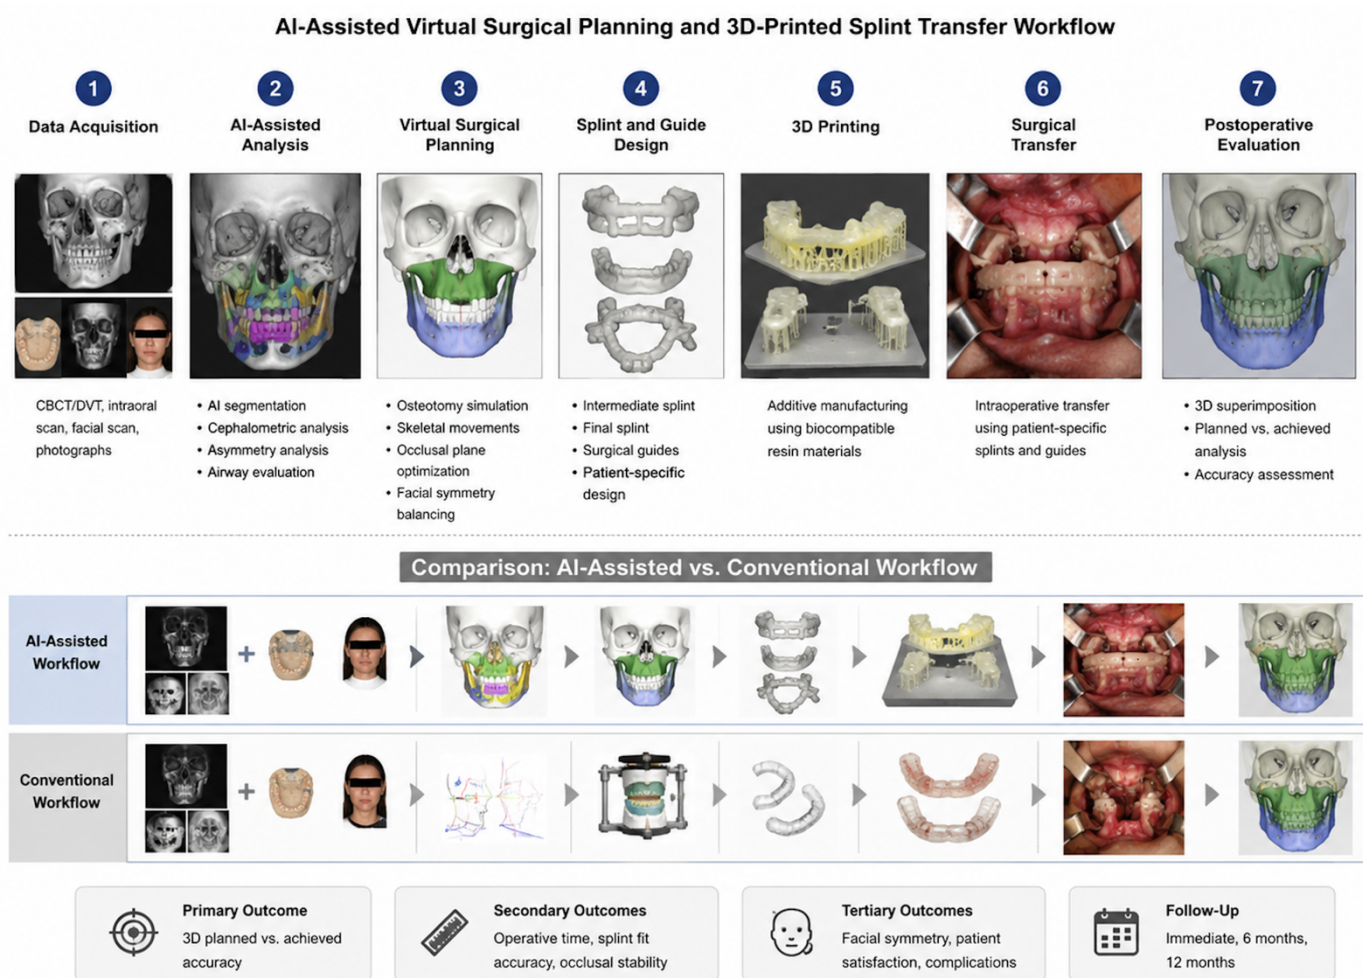 AI-Assisted Virtual Surgical Planning and 3D-Printed Splint Transfer Workflow
1
Data Acquisition
CBCT/DVT, intraoral
scan, facial scan,
photographs
2
AI-Assisted
Analysis
• AI segmentation
• Cephalometric analysis
• Asymmetry analysis
• Airway evaluation
3
Virtual Surgical
Planning
• Osteotomy simulation
• Skeletal movements
• Occlusal plane
optimization
• Facial symmetry
balancing
4
Splint and Guide
Design
• Intermediate splint
• Final splint
• Surgical guides
• Patient-specific
design
5
3D Printing
Additive manufacturing
using biocompatible
resin materials
6
Surgical
Transfer
Intraoperative transfer
using patient-specific
splints and guides
7
Postoperative
Evaluation
• 3D superimposition
• Planned vs. achieved
analysis
• Accuracy assessment
Comparison: AI-Assisted vs. Conventional Workflow
AI-Assisted
Workflow
+
Conventional
Workflow
+
Primary Outcome
3D planned vs. achieved
accuracy
Secondary Outcomes
Operative time, splint fit
accuracy, occlusal stability
Tertiary Outcomes
Facial symmetry, patient
satisfaction, complications
Follow-Up
Immediate, 6 months,
12 months